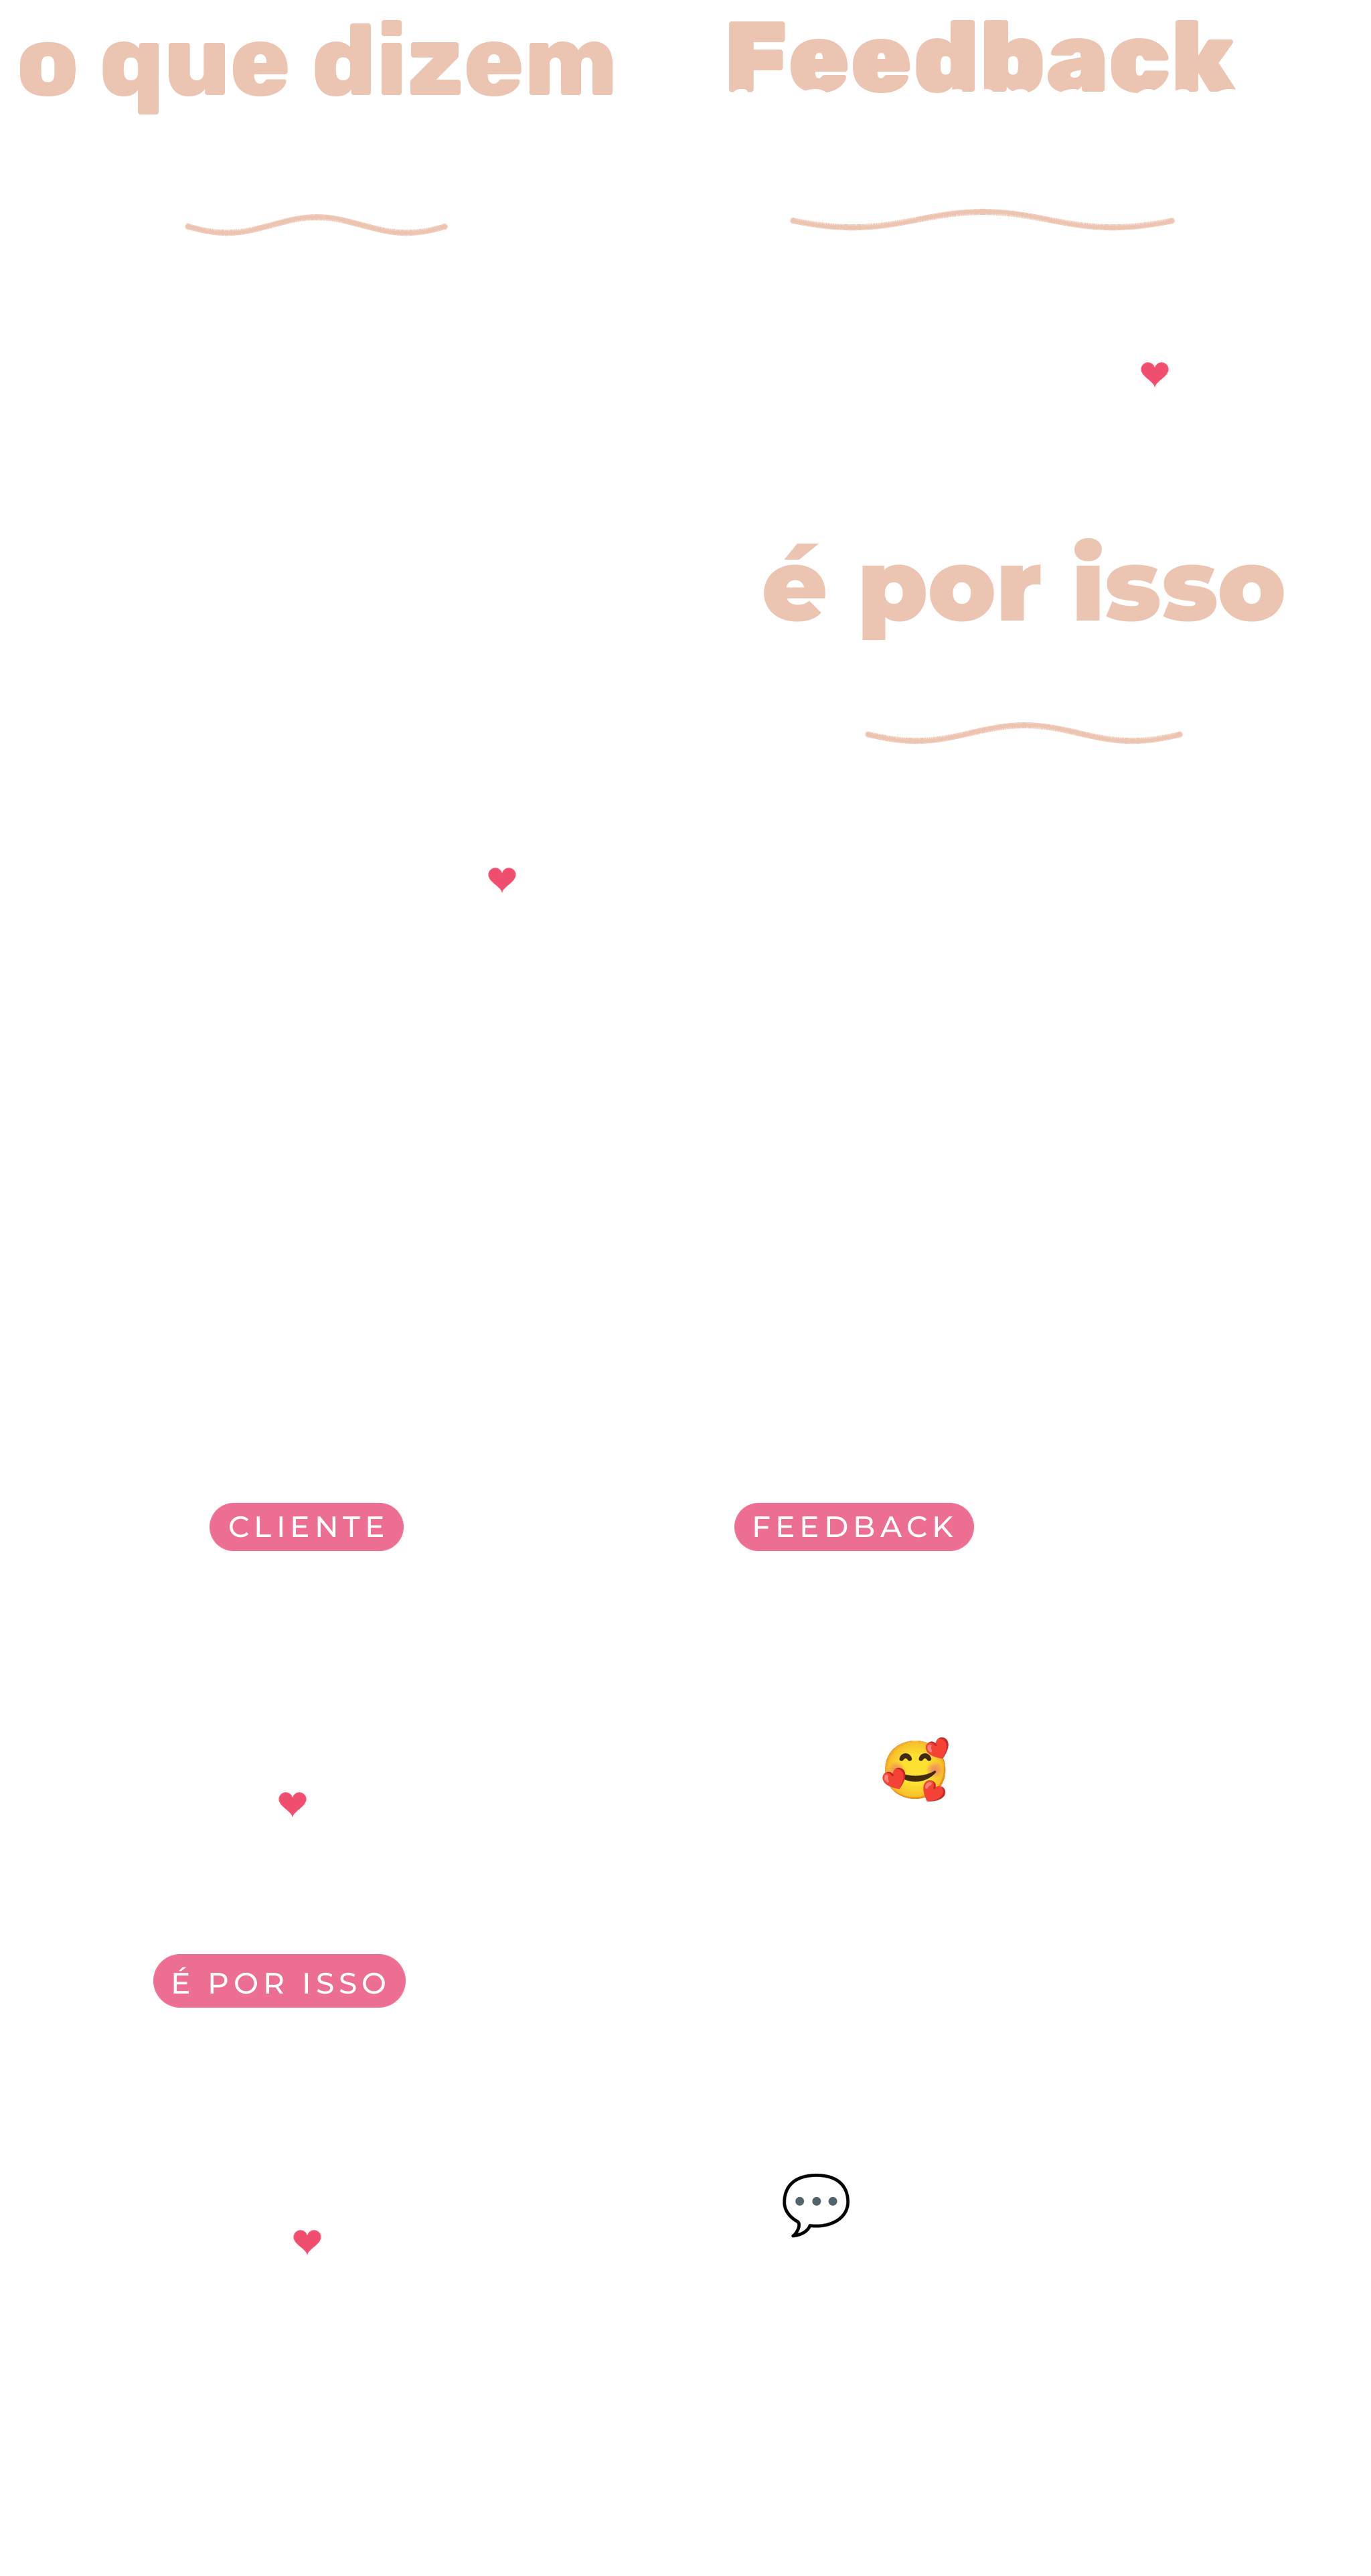 o que dizem
Feedback
é por isso
CLIENTE
FEEDBACK
É POR ISSO